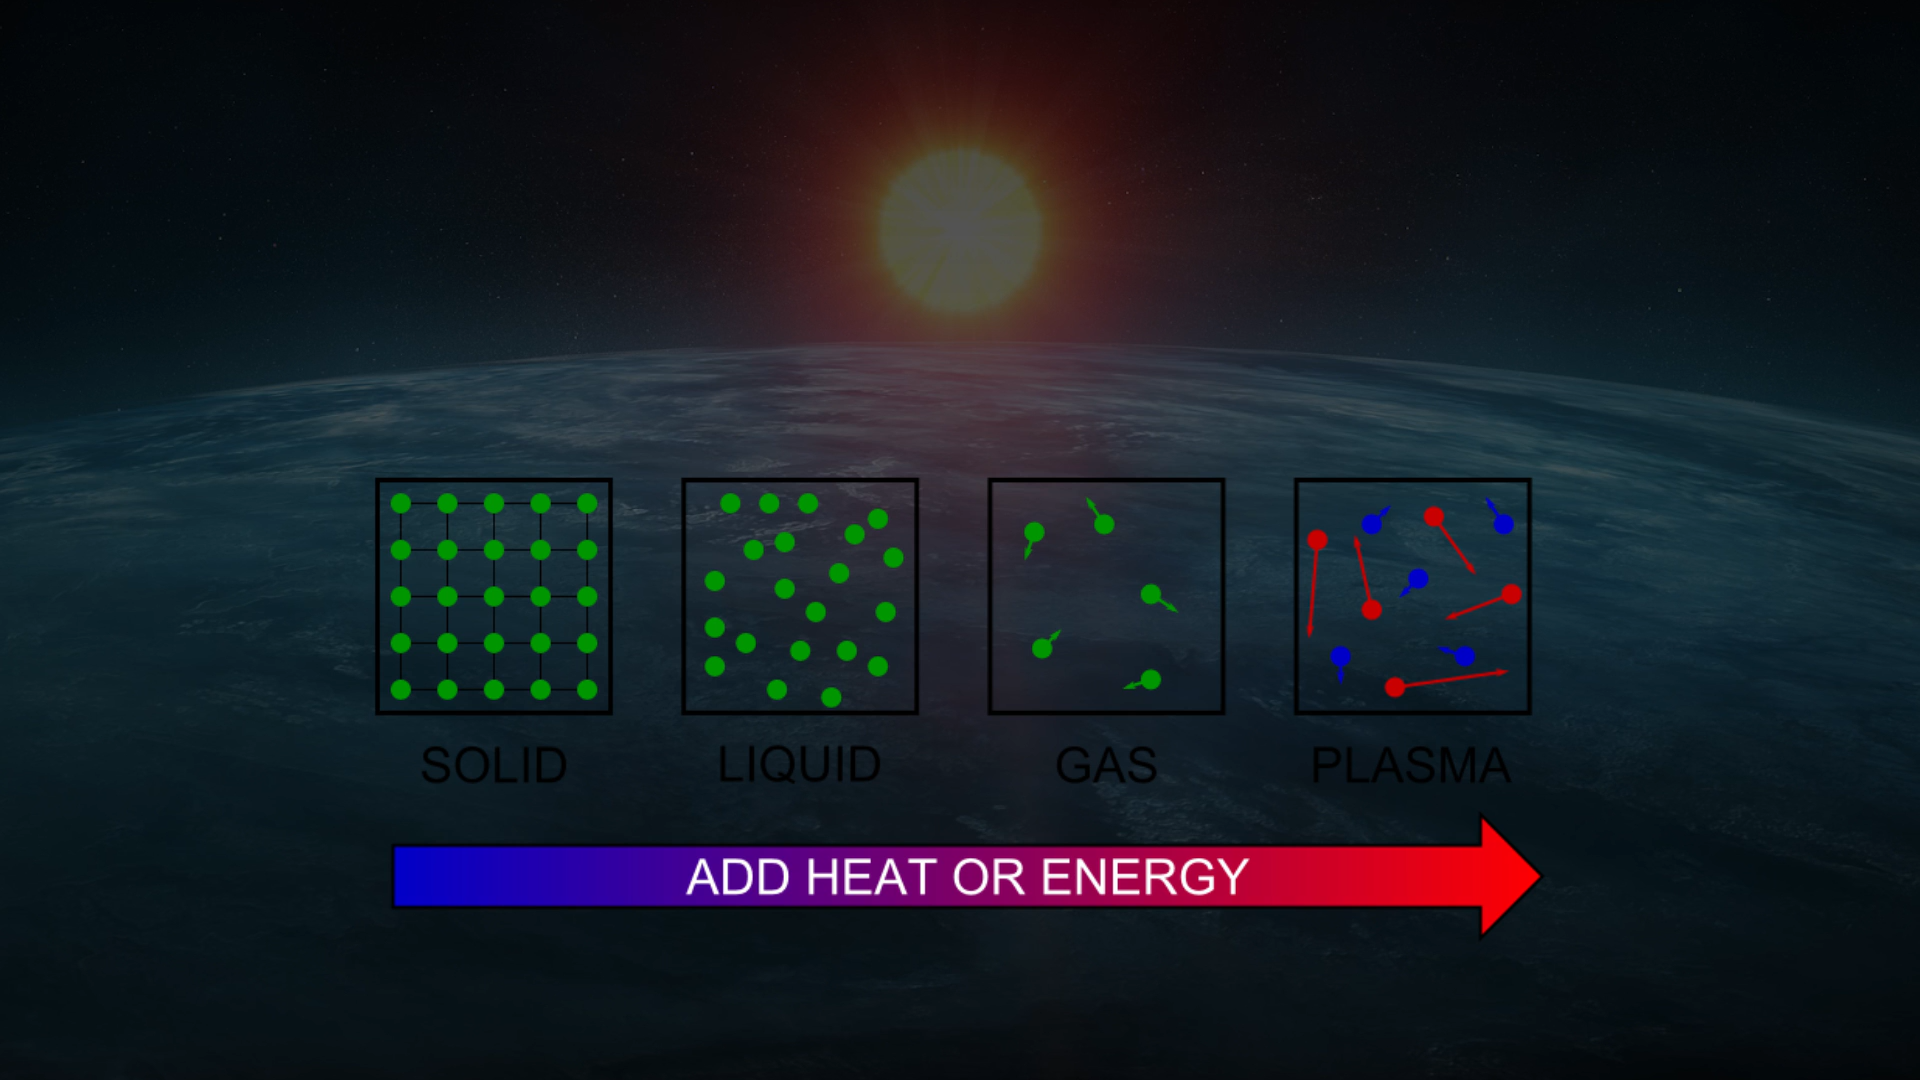 SOLID
LIQUID
GAS
PLASMA
ADD HEAT OR ENERGY